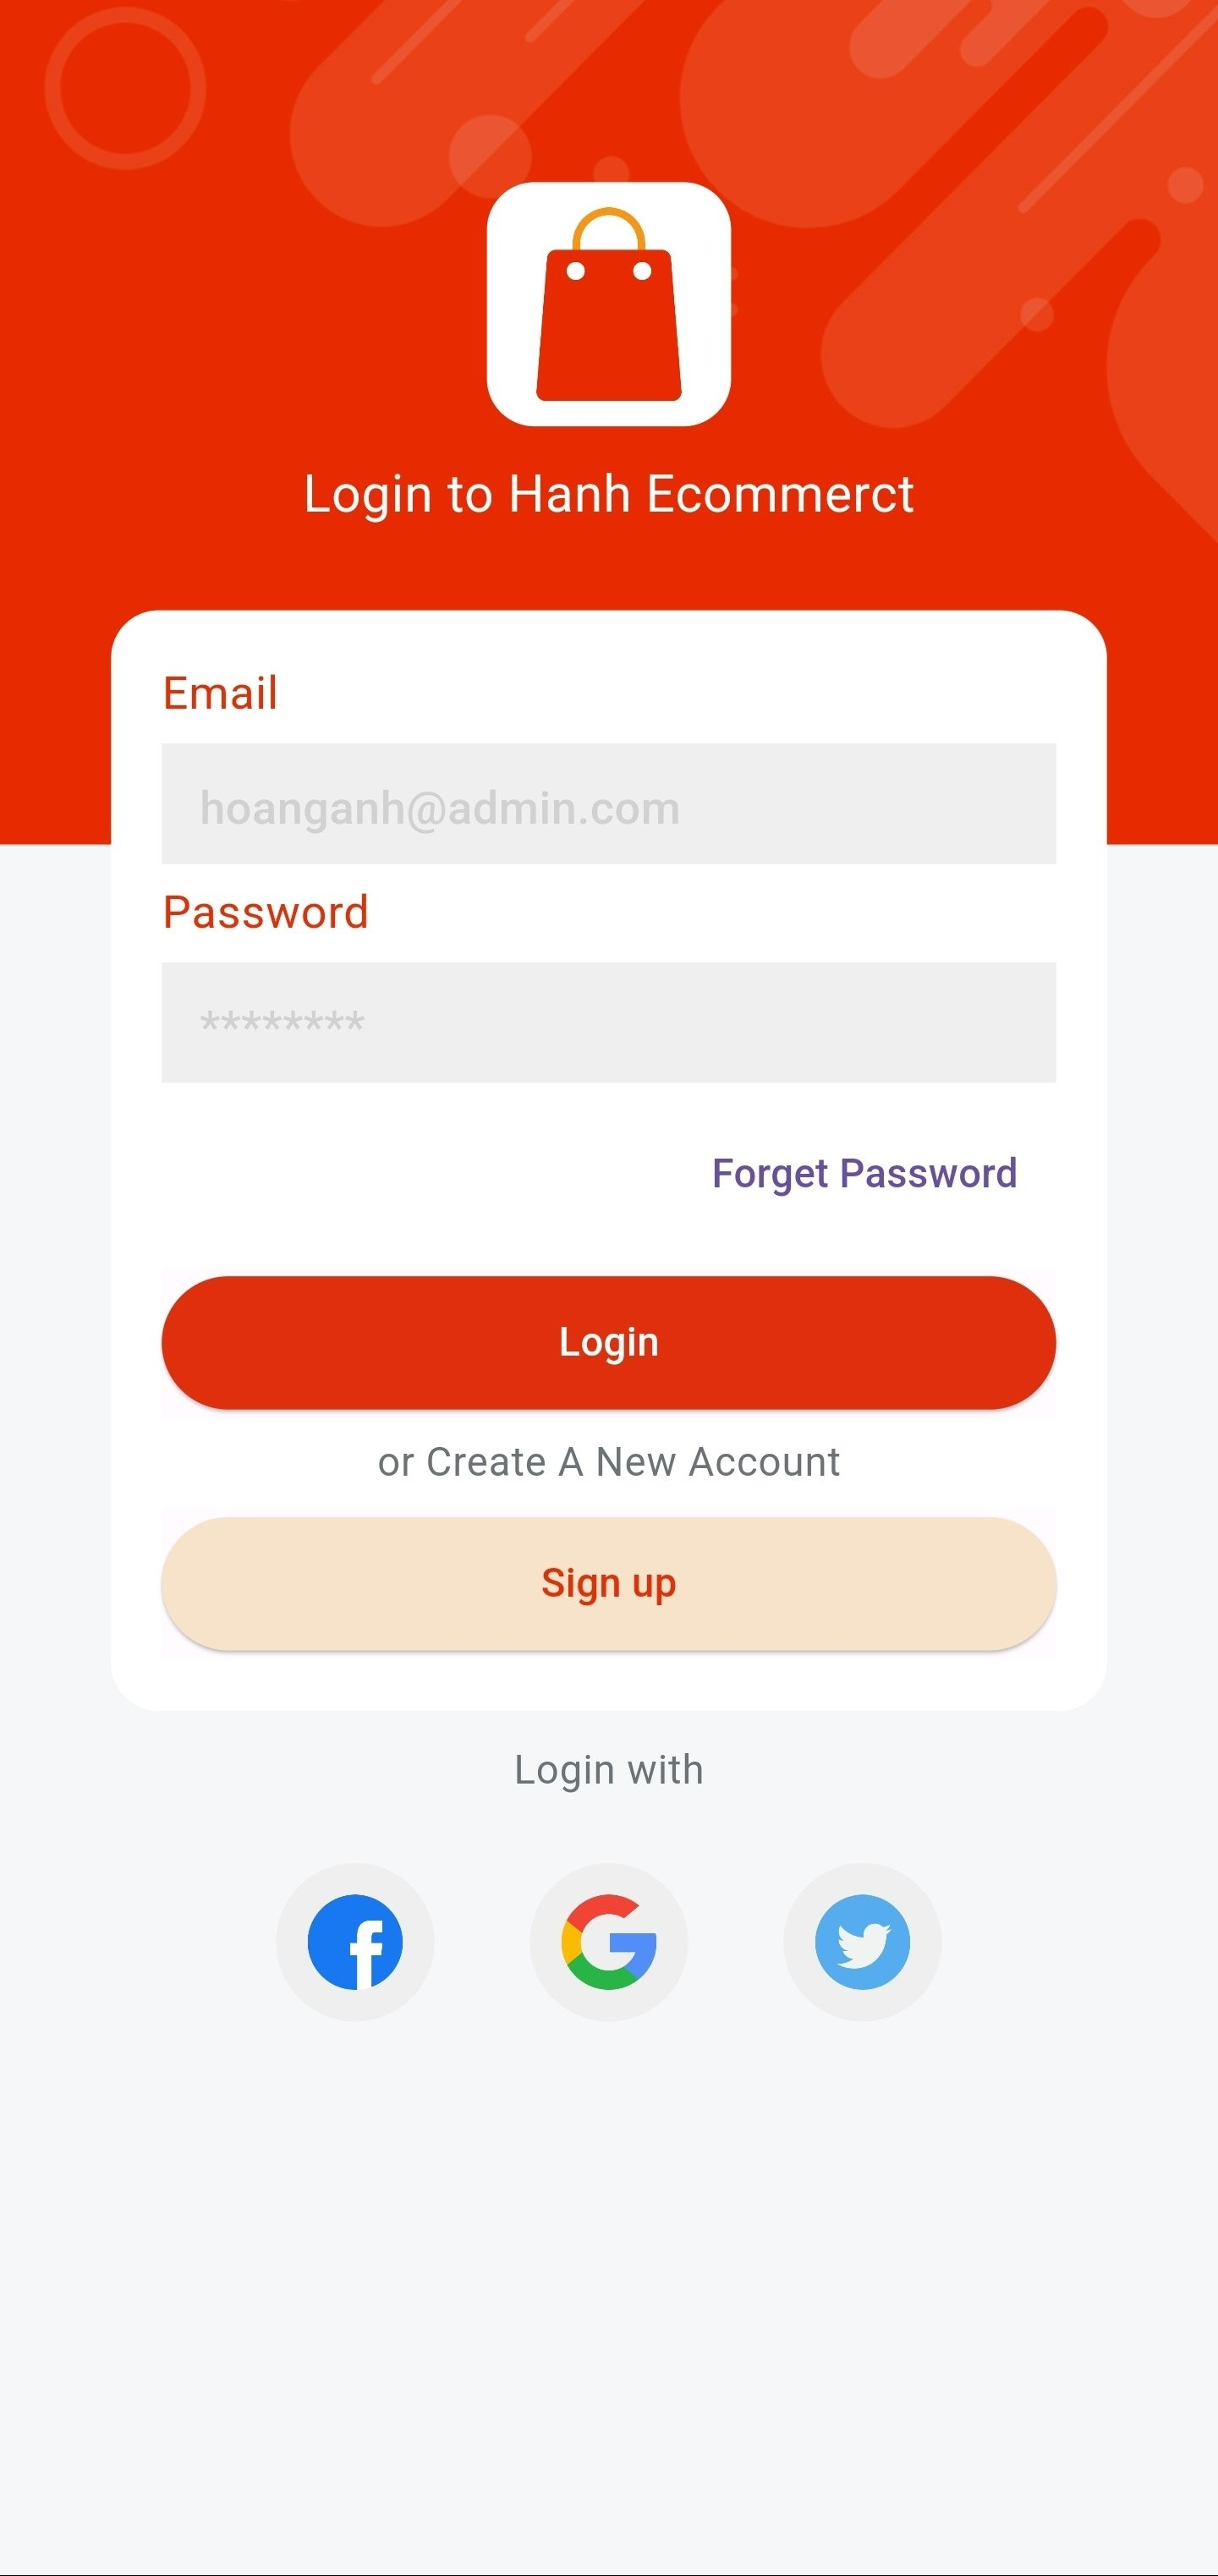 Login to Hanh Ecommerct
Email
hoanganh@admin.com
Password
********
Forget Password
Login
or Create A New Account
Sign up
Login with